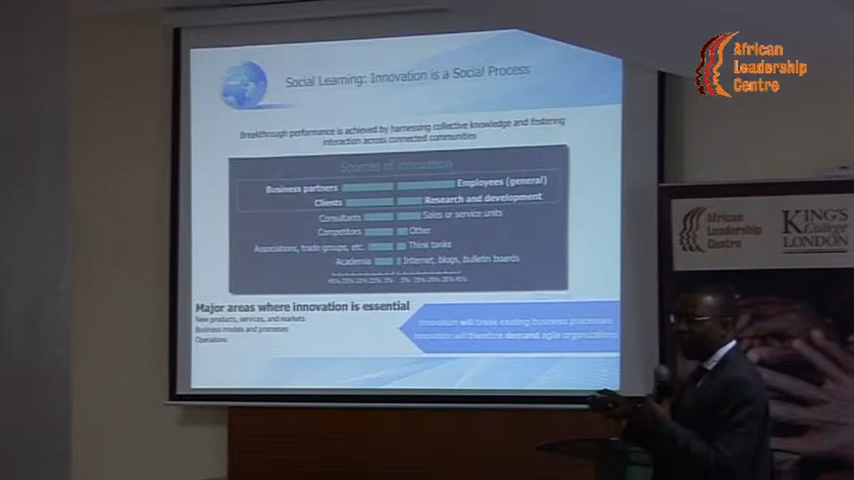 African
Leadership
Centre
Social Learning: Innovation is a Social Process
Breakthrough performance is achieved by harnessing collective knowledge and fostering
interaction across connected communities
Sources of innovation
Business partners
Employees (general)
Clients
Research and development
Consultants
Sales or service units
Competitors
Other
Associations, trade groups, etc.
Think tanks
Academia
Internet, blogs, bulletin boards
Major areas where innovation is essential
New products, services, and markets
Business models and processes
Operations
Innovation will break existing business processes
Innovation will therefore demand agile organizations
African
Leadership
Centre
KING'S
College
LONDON